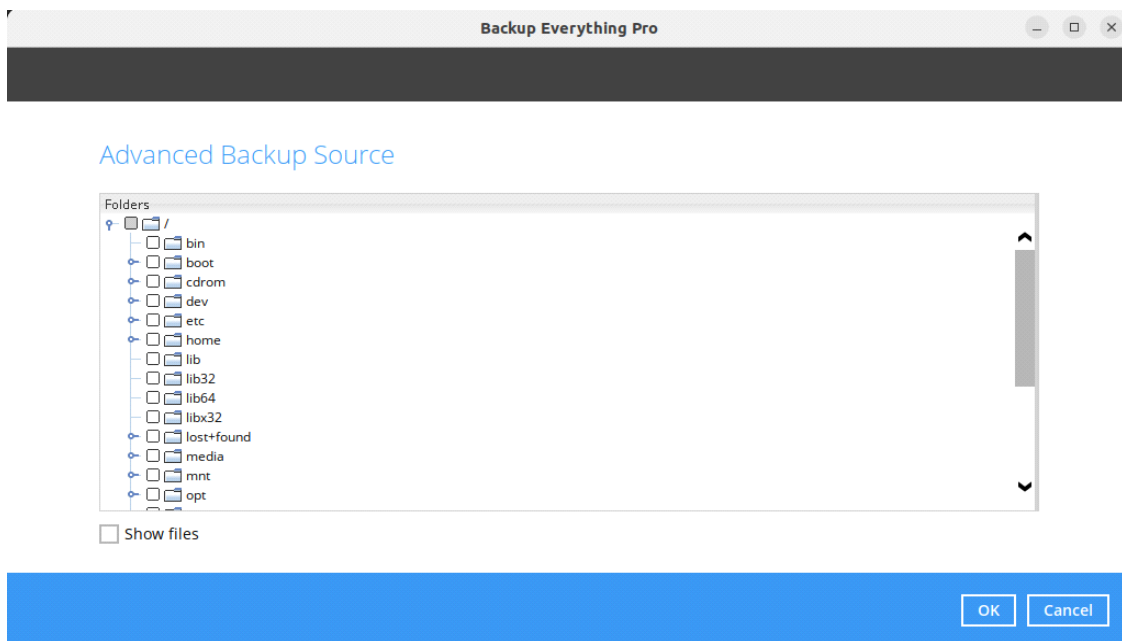 Backup Everything Pro
Advanced Backup Source
Folders
/
bin
boot
cdrom
dev
etc
home
lib
lib32
lib64
libx32
lost+found
media
mnt
opt
Show files
OK
Cancel